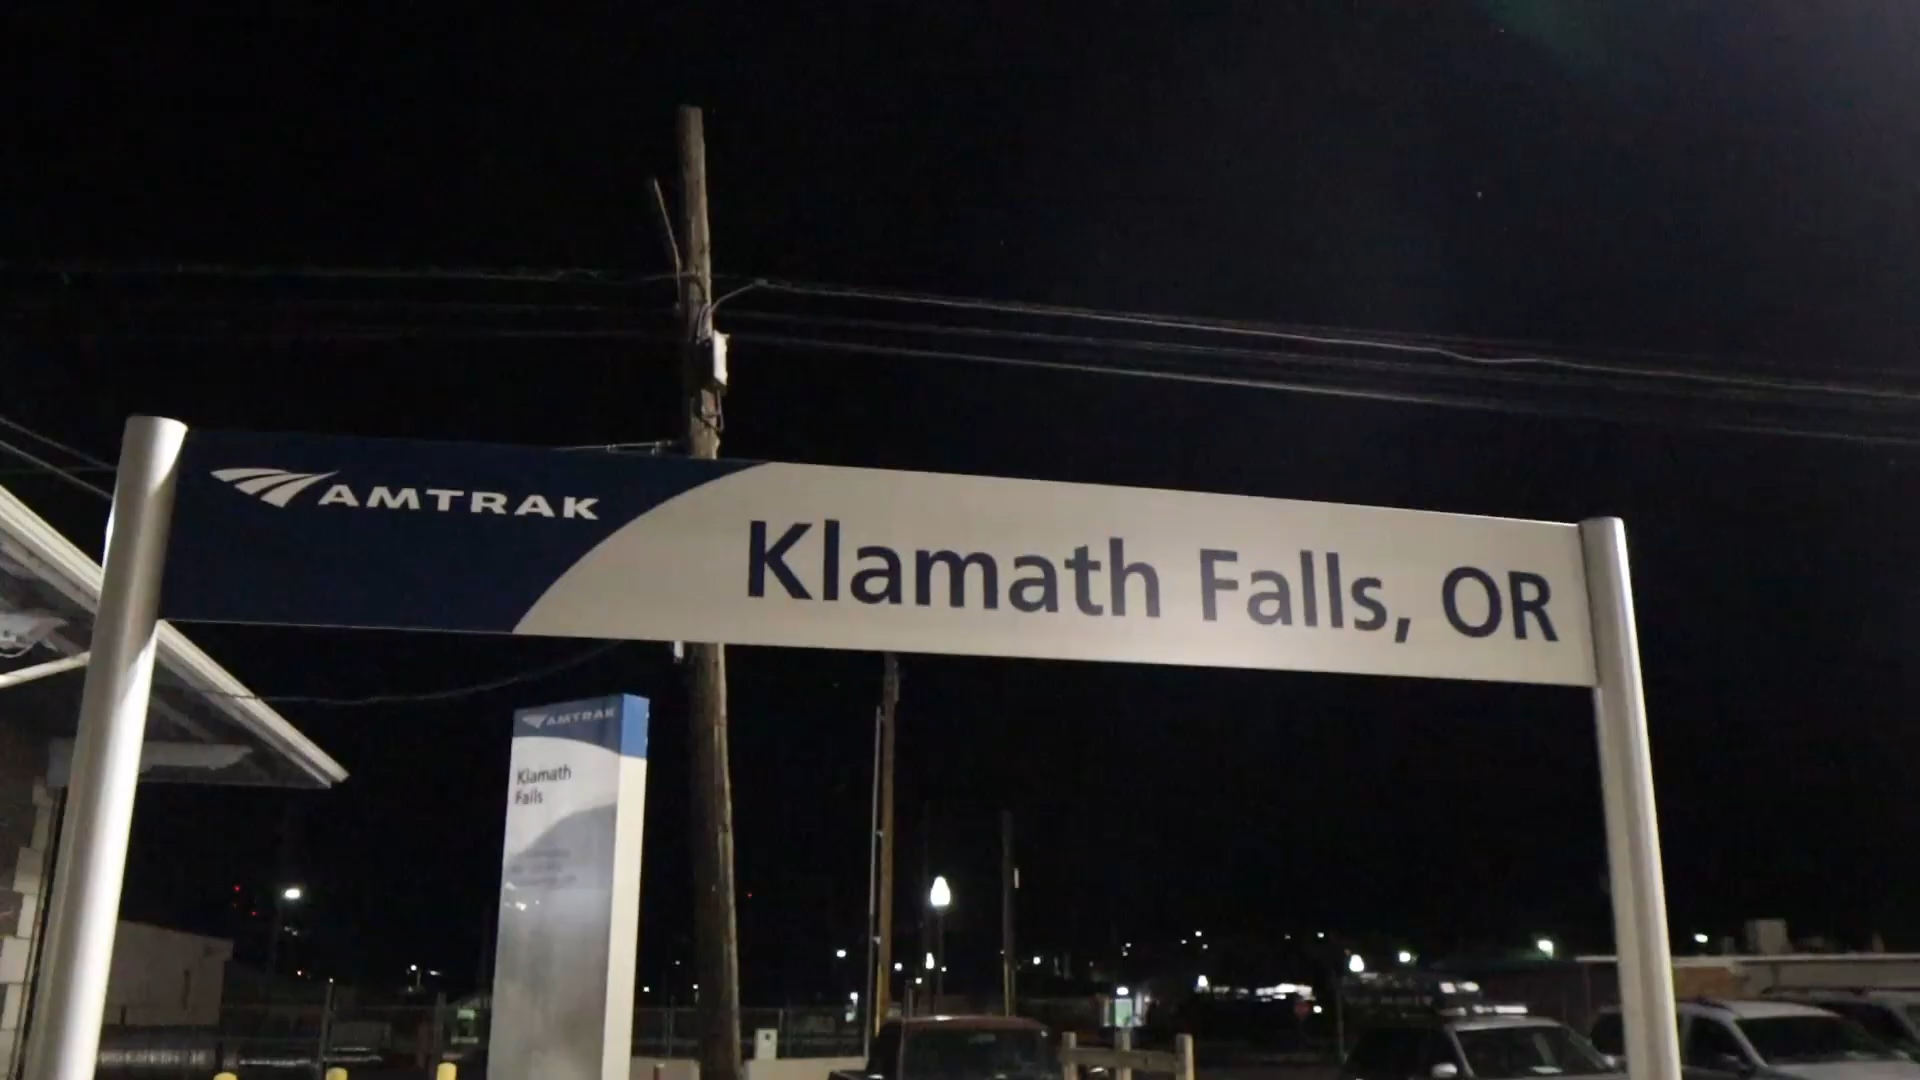 AMTRAK
Klamath Falls, OR
AMTRAK
Klamath
Falls